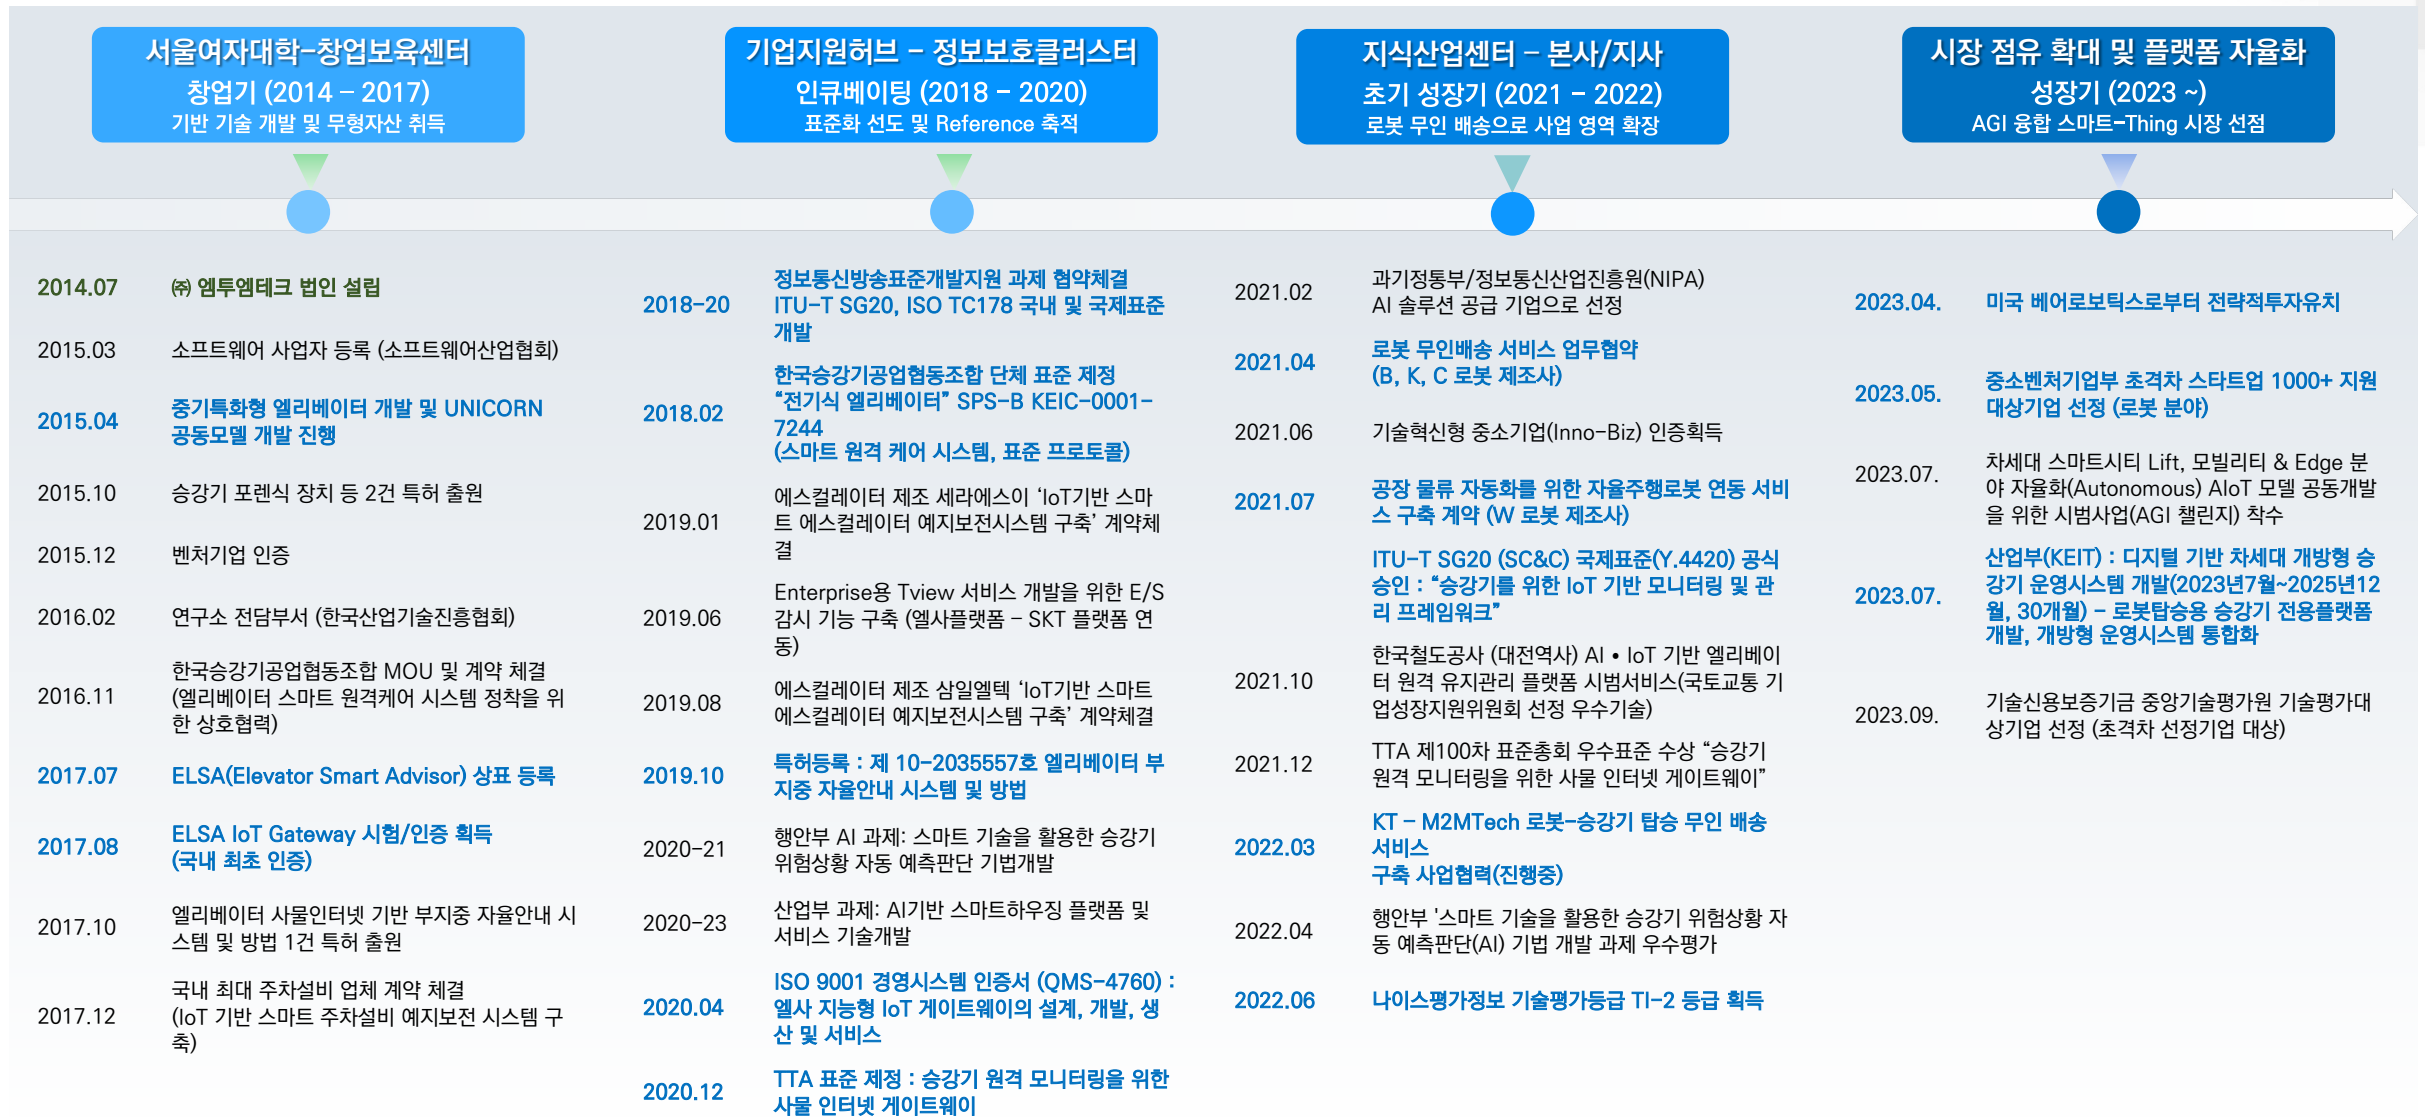 서울여자대학-창업보육센터
창업기 (2014 – 2017)
기반 기술 개발 및 무형자산 취득
기업지원허브 – 정보보호클러스터
인큐베이팅 (2018 – 2020)
표준화 선도 및 Reference 축적
지식산업센터 – 본사/지사
초기 성장기 (2021 – 2022)
로봇 무인 배송으로 사업 영역 확장
시장 점유 확대 및 플랫폼 자율화
성장기 (2023 ~)
AGI 융합 스마트-Thing 시장 선점
2014.07 ㈜ 엠투엠테크 법인 설립
2015.03 소프트웨어 사업자 등록 (소프트웨어산업협회)
2015.04 중기특화형 엘리베이터 개발 및 UNICORN
공동모델 개발 진행
2015.10 승강기 포렌식 장치 등 2건 특허 출원
2015.12 벤처기업 인증
2016.02 연구소 전담부서 (한국산업기술진흥협회)
2016.11 한국승강기공업협동조합 MOU 및 계약 체결
(엘리베이터 스마트 원격케어 시스템 정착을 위
한 상호협력)
2017.07 ELSA(Elevator Smart Advisor) 상표 등록
2017.08 ELSA IoT Gateway 시험/인증 획득
(국내 최초 인증)
2017.10 엘리베이터 사물인터넷 기반 부지중 자율안내 시
스템 및 방법 1건 특허 출원
2017.12 국내 최대 주차설비 업체 계약 체결
(IoT 기반 스마트 주차설비 예지보전 시스템 구
축)
2018-20 정보통신방송표준개발지원 과제 협약체결
ITU-T SG20, ISO TC178 국내 및 국제표준
개발
2018.02 한국승강기공업협동조합 단체 표준 제정
“전기식 엘리베이터” SPS-B KEIC-0001-
7244
(스마트 원격 케어 시스템, 표준 프로토콜)
2019.01 에스컬레이터 제조 세라에스이 ‘IoT기반 스마
트 에스컬레이터 예지보전시스템 구축’ 계약체
결
2019.06 Enterprise용 Tview 서비스 개발을 위한 E/S
감시 기능 구축 (엘사플랫폼 – SKT 플랫폼 연
동)
2019.08 에스컬레이터 제조 삼일엘텍 ‘IoT기반 스마트
에스컬레이터 예지보전시스템 구축’ 계약체결
2019.10 특허등록 : 제 10-2035557호 엘리베이터 부
지중 자율안내 시스템 및 방법
2020-21 행안부 AI 과제: 스마트 기술을 활용한 승강기
위험상황 자동 예측판단 기법개발
2020-23 산업부 과제: AI기반 스마트하우징 플랫폼 및
서비스 기술개발
2020.04 ISO 9001 경영시스템 인증서 (QMS-4760) :
엘사 지능형 IoT 게이트웨이의 설계, 개발, 생
산 및 서비스
2020.12 TTA 표준 제정 : 승강기 원격 모니터링을 위한
사물 인터넷 게이트웨이
2021.02 과기정통부/정보통신산업진흥원(NIPA)
AI 솔루션 공급 기업으로 선정
2021.04 로봇 무인배송 서비스 업무협약
(B, K, C 로봇 제조사)
2021.06 기술혁신형 중소기업(Inno-Biz) 인증획득
2021.07 공장 물류 자동화를 위한 자율주행로봇 연동 서비
스 구축 계약 (W 로봇 제조사)
ITU-T SG20 (SC&C) 국제표준(Y.4420) 공식
승인 : “승강기를 위한 IoT 기반 모니터링 및 관
리 프레임워크”
2021.10 한국철도공사 (대전역사) AI • IoT 기반 엘리베이
터 원격 유지관리 플랫폼 시범서비스(국토교통 기
업성장지원위원회 선정 우수기술)
2021.12 TTA 제100차 표준총회 우수표준 수상 “승강기
원격 모니터링을 위한 사물 인터넷 게이트웨이”
2022.03 KT – M2MTech 로봇-승강기 탑승 무인 배송
서비스
구축 사업협력(진행중)
2022.04 행안부 '스마트 기술을 활용한 승강기 위험상황 자
동 예측판단(AI) 기법 개발 과제 우수평가
2022.06 나이스평가정보 기술평가등급 TI-2 등급 획득
2023.04. 미국 베어로보틱스로부터 전략적투자유치
2023.05. 중소벤처기업부 초격차 스타트업 1000+ 지원
대상기업 선정 (로봇 분야)
2023.07. 차세대 스마트시티 Lift, 모빌리티 & Edge 분
야 자율화(Autonomous) AIoT 모델 공동개발
을 위한 시범사업(AGI 챌린지) 착수
2023.07. 산업부(KEIT) : 디지털 기반 차세대 개방형 승
강기 운영시스템 개발(2023년7월~2025년12
월, 30개월) – 로봇탑승용 승강기 전용플랫폼
개발, 개방형 운영시스템 통합화
2023.09. 기술신용보증기금 중앙기술평가원 기술평가대
상기업 선정 (초격차 선정기업 대상)